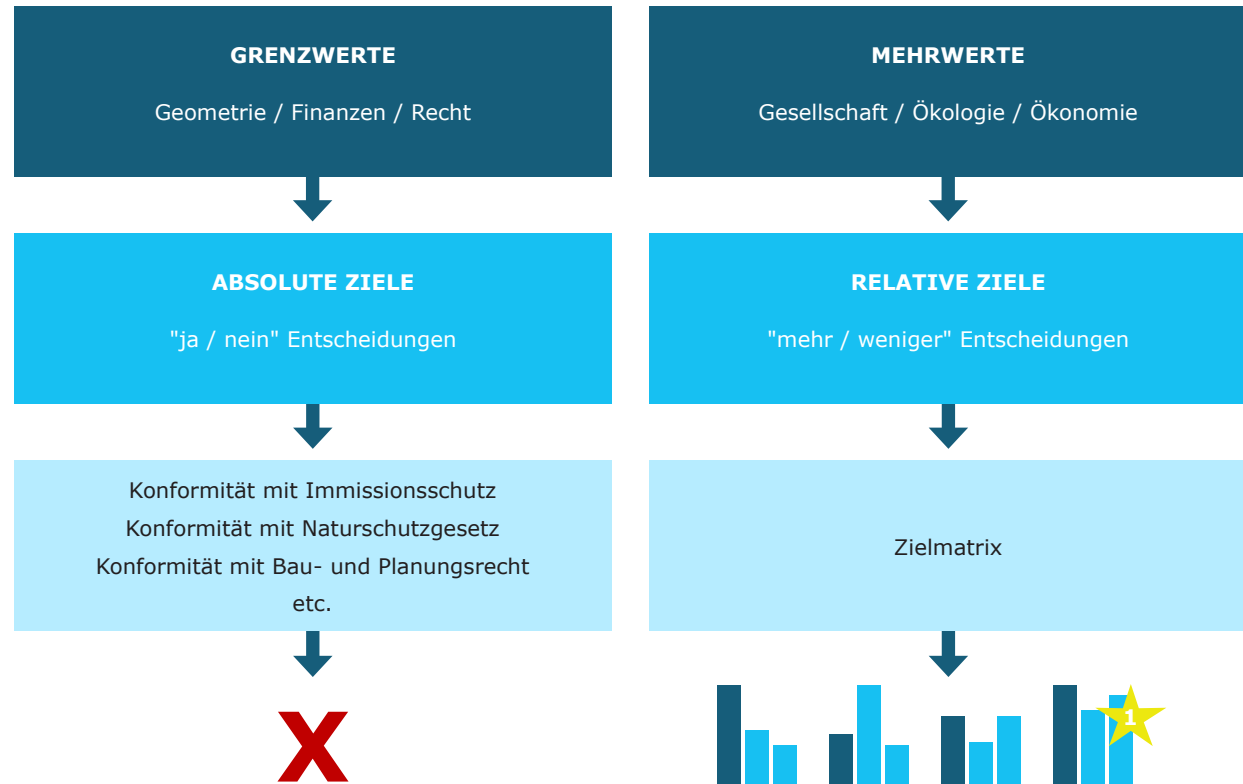 GRENZWERTE
Geometrie / Finanzen / Recht
ABSOLUTE ZIELE
"ja / nein" Entscheidungen
Konformität mit Immissionsschutz
Konformität mit Naturschutzgesetz
Konformität mit Bau- und Planungsrecht
etc.
X
MEHRWERTE
Gesellschaft / Ökologie / Ökonomie
RELATIVE ZIELE
"mehr / weniger" Entscheidungen
Zielmatrix
1